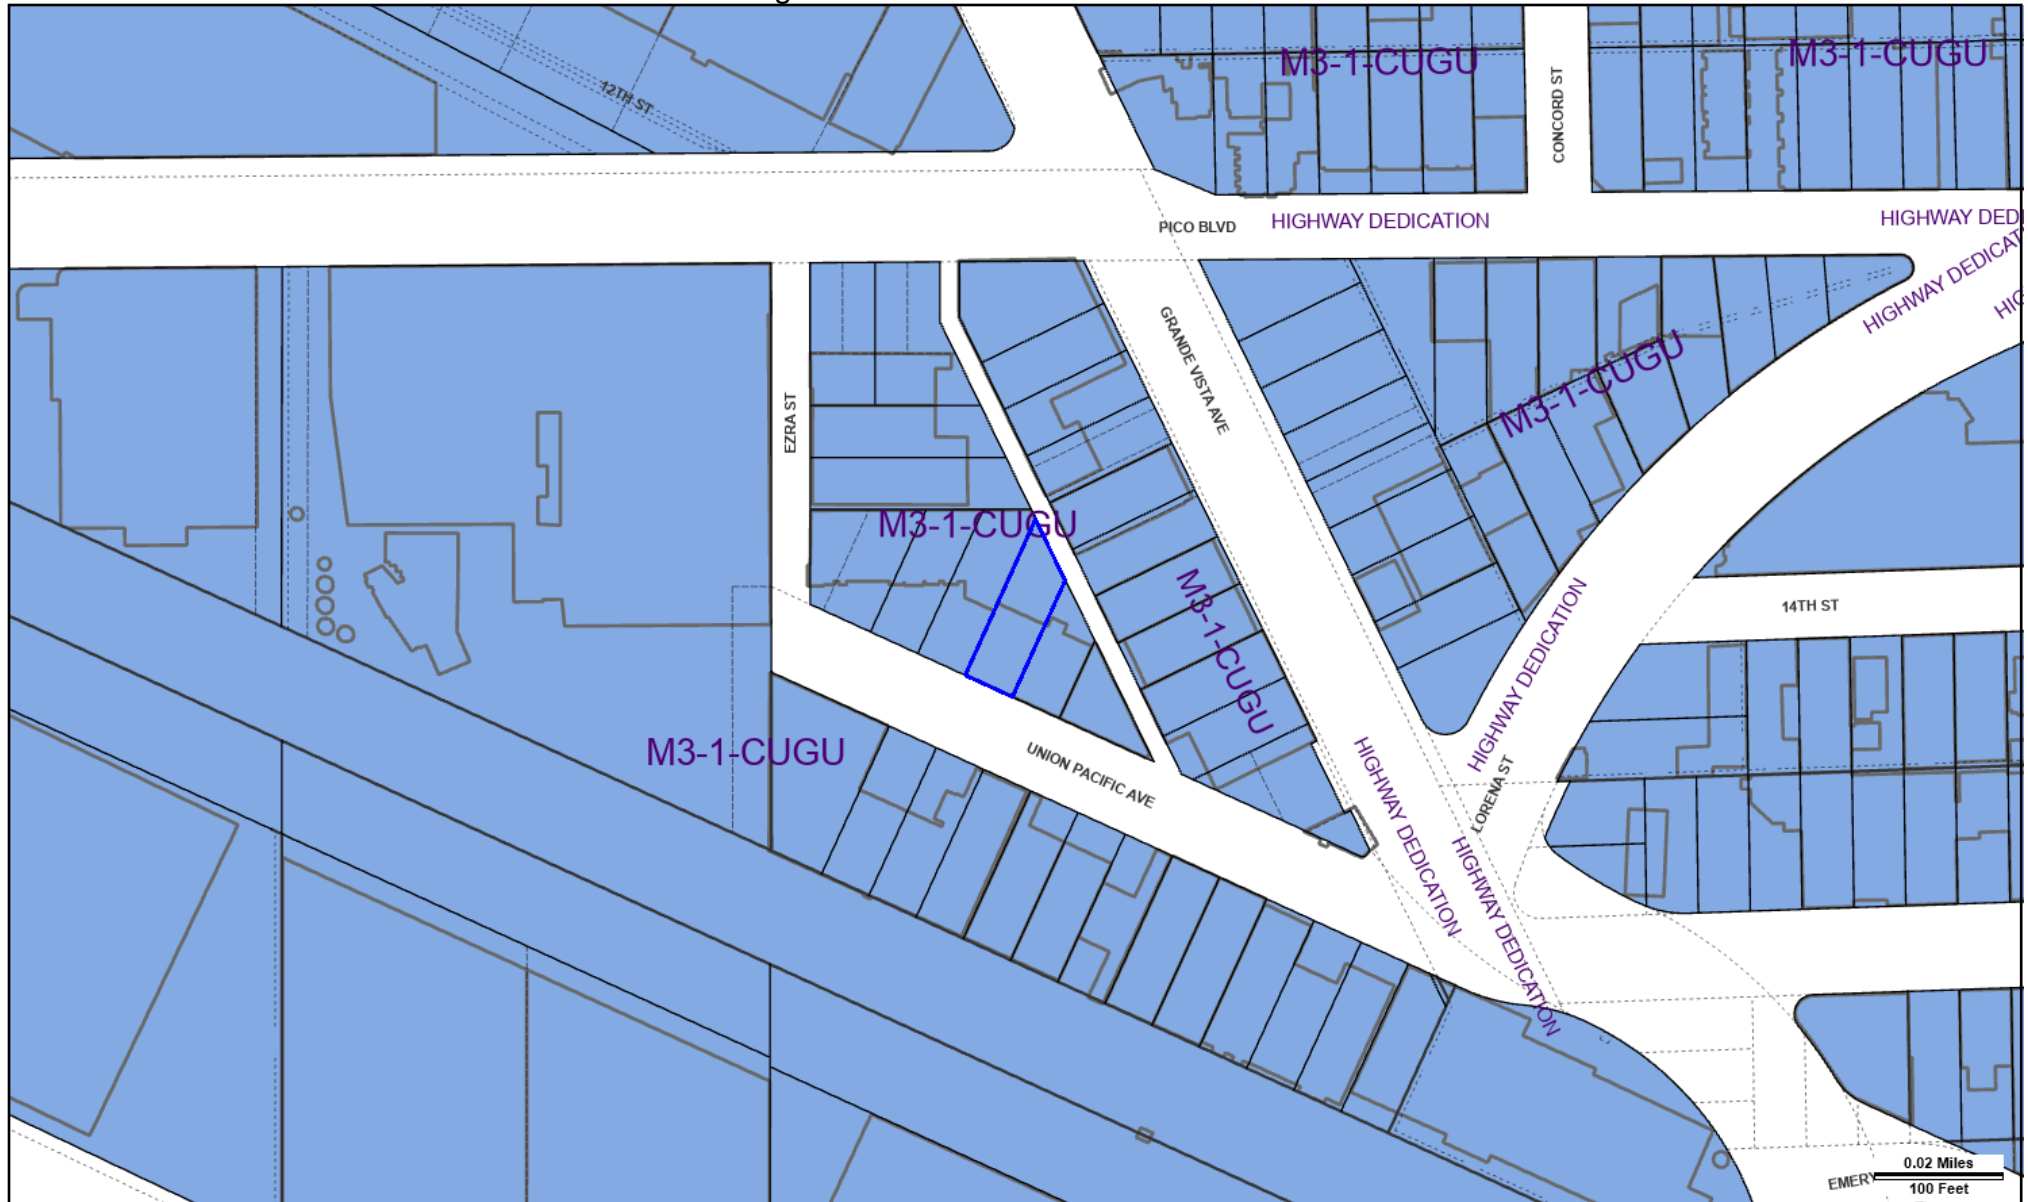 g
M3-1-CUGU
M3-1-CUGU
12TH ST
CONCORD ST
PICO BLVD
HIGHWAY DEDICATION
HIGHWAY DED
HIGHWAY DEDICAT
HIG
GRANDE VISTA AVE
M3-1-CUGU
EZRA ST
M3-1-CUGU
M3-1-CUGU
14TH ST
HIGHWAY DEDICATION
M3-1-CUGU
UNION PACIFIC AVE
LORENA ST
HIGHWAY DEDICATION
HIGHWAY DEDICATION
0.02 Miles
EMERY
100 Feet